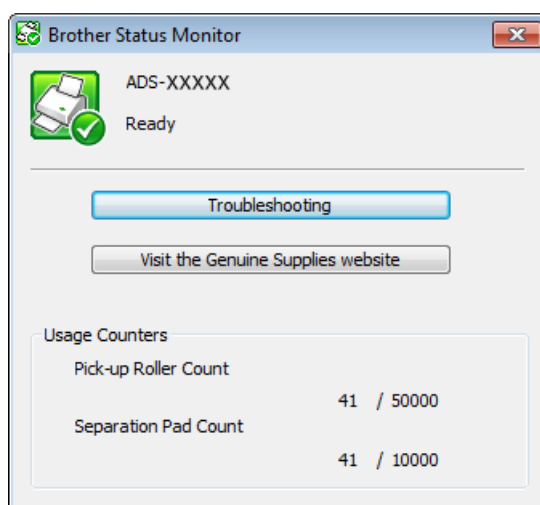 Brother Status Monitor
ADS-XXXXX
Ready
Troubleshooting
Visit the Genuine Supplies website
Usage Counters
Pick-up Roller Count
41 / 50000
Separation Pad Count
41 / 10000